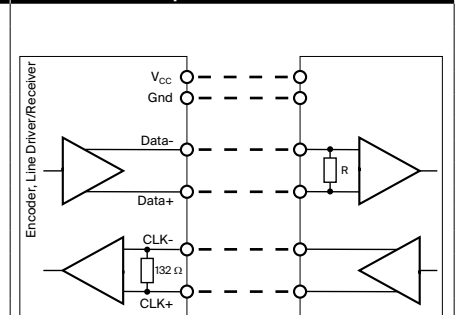 Encoder, Line Driver/Receiver
VCC
Gnd
Data-
Data+
R
CLK-
132 Ω
CLK+